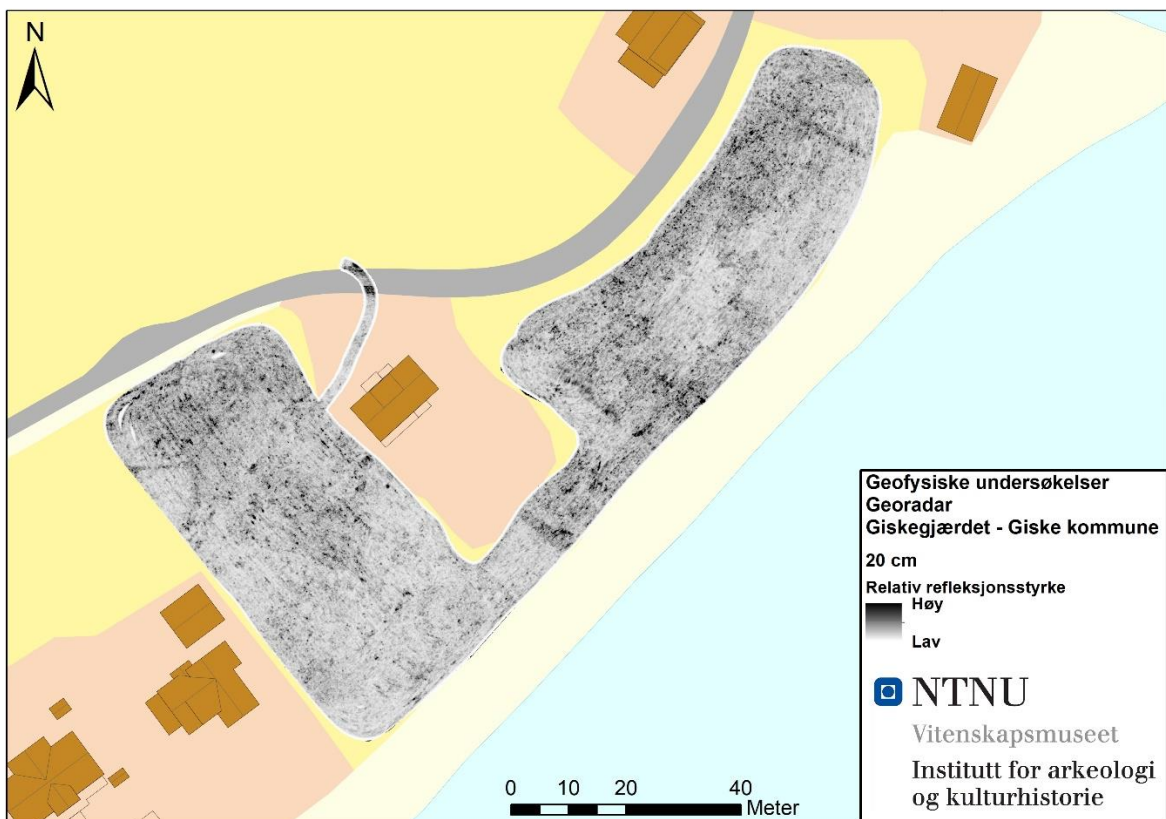 N
Geofysiske undersøkelser
Georadar
Giskegjærdet - Giske kommune
20 cm
Relativ refleksjonsstyrke
Høy
Lav
NTNU
Vitenskapsmuseet
Institutt for arkeologi
og kulturhistorie
0 10 20 40
Meter